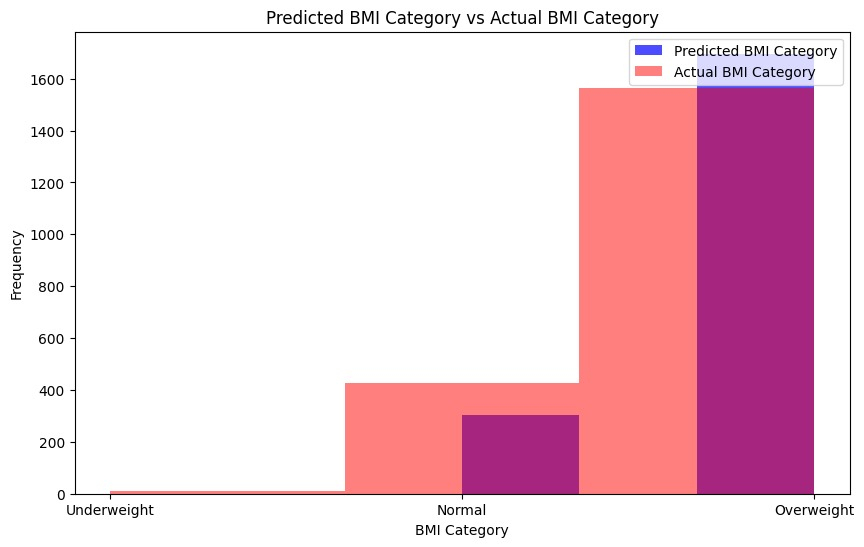 Predicted BMI Category vs Actual BMI Category
Predicted BMI Category
Actual BMI Category
Frequency
1600
1400
1200
1000
800
600
400
200
0
Underweight Normal Overweight
BMI Category